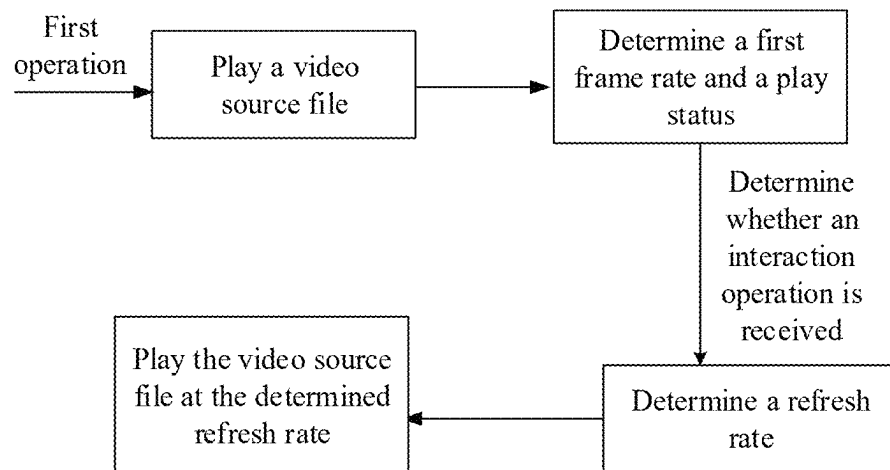 First
operation
Play a video
source file
Determine a first
frame rate and a play
status
Determine
whether an
interaction
operation is
received
Determine a refresh
rate
Play the video source
file at the determined
refresh rate